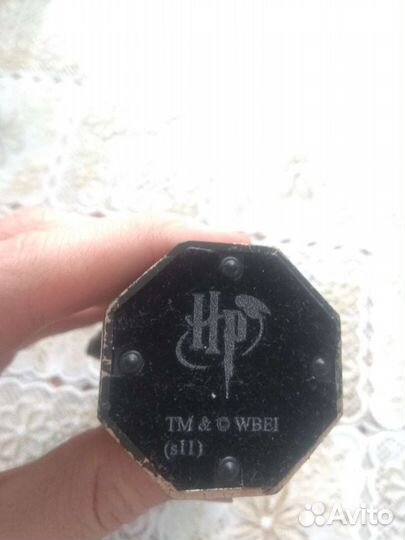 Hp
TM & © WBEI
(s11)
Avito